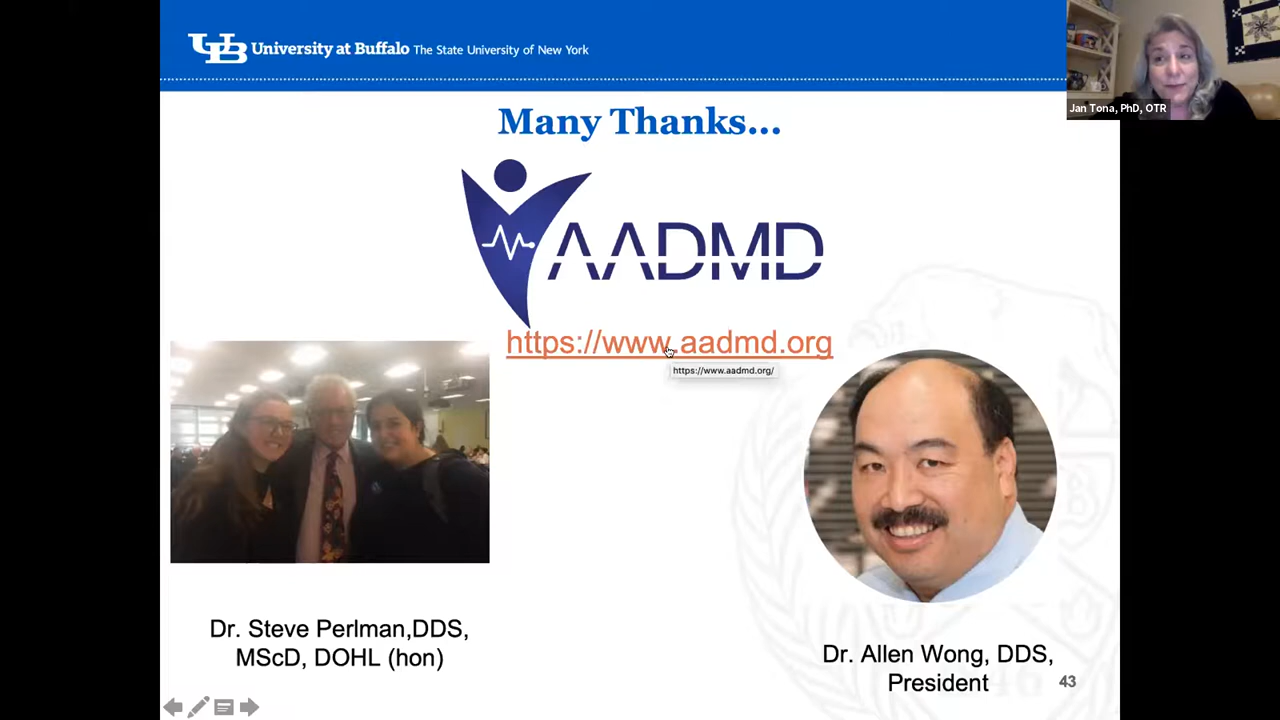 University at Buffalo The State University of New York
Jan Tona, PhD, OTR
Many Thanks...
AADMD
https://www.aadmd.org
https://www.aadmd.org/
Dr. Steve Perlman,DDS,
MScD, DOHL (hon)
Dr. Allen Wong, DDS,
President
43